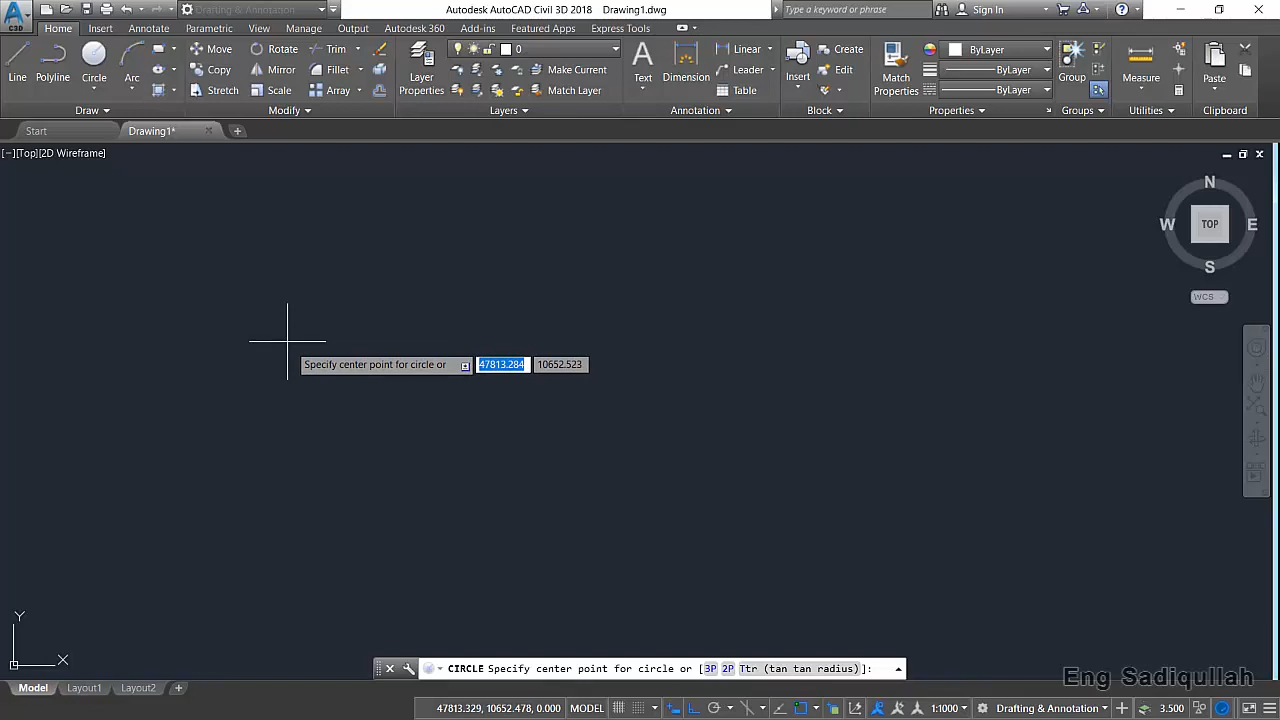 Autodesk AutoCAD Civil 3D 2018 Drawing1.dwg
Drafting & Annotation
Type a keyword or phrase
Sign In
C3D
Home Insert Annotate Parametric View Manage Output Add-ins Autodesk 360 Featured Apps Express Tools
Line Polyline Circle Arc
Move Rotate Trim
Copy Mirror Fillet
Stretch Scale Array
Layer Properties
0
Make Current
Match Layer
Text Dimension
Linear
Leader
Table
Insert
Create
Edit
Match Properties
ByLayer
ByLayer
ByLayer
Group
Measure
Paste
Draw Modify Layers Annotation Block Properties Groups Utilities Clipboard
Start Drawing1*
[−][Top][2D Wireframe]
N
W TOP E
S
WCS
Specify center point for circle or 47813.284 10652.523
Y
X
CIRCLE Specify center point for circle or [3P 2P Ttr (tan tan radius)]:
Eng Sadiqullah
Model Layout1 Layout2
47813.329, 10652.478, 0.000 MODEL 1:1000 Drafting & Annotation 3.500